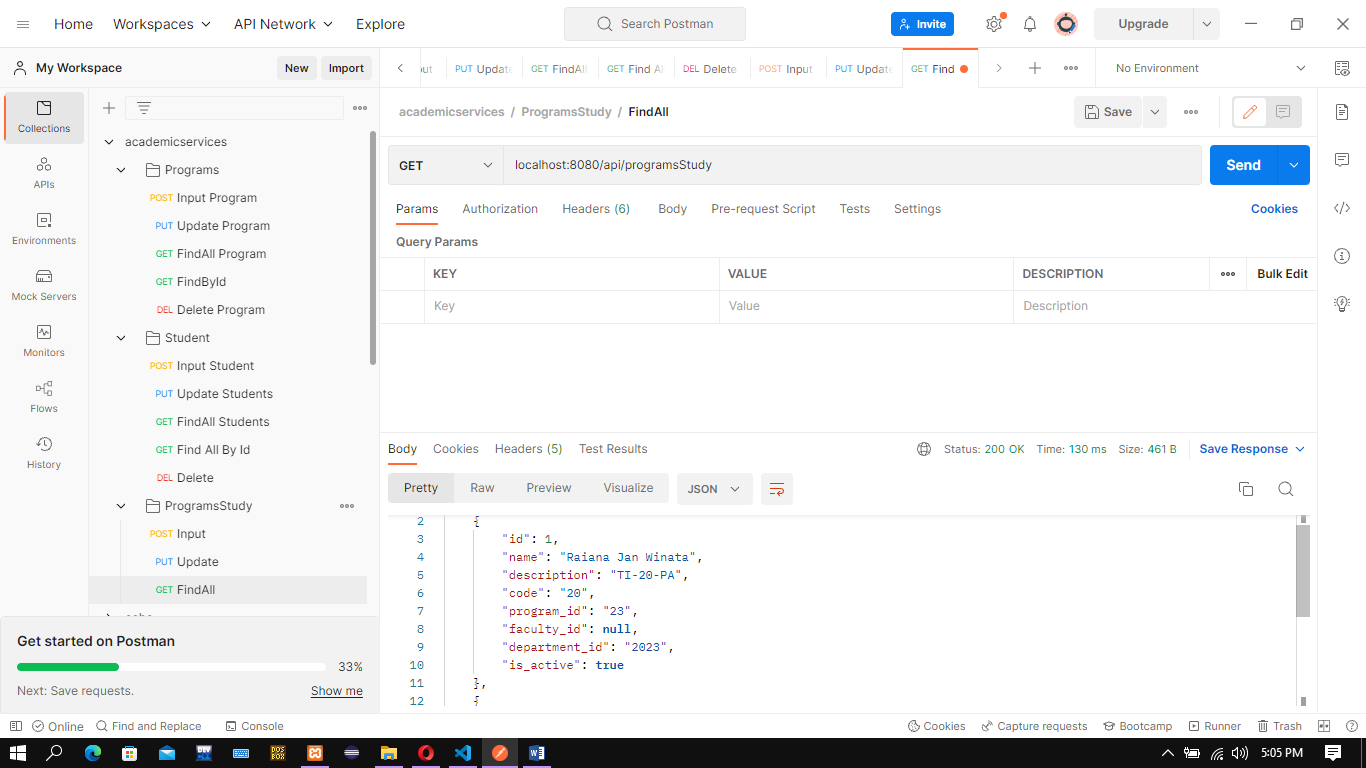 Home Workspaces API Network Explore Search Postman Invite Upgrade
My Workspace New Import
PUT Update GET FindAll GET Find Al DEL Delete POST Input PUT Update GET Find No Environment
Collections
APIs
Environments
Mock Servers
Monitors
Flows
History
academicservices
Programs
POST Input Program
PUT Update Program
GET FindAll Program
GET FindById
DEL Delete Program
Student
POST Input Student
PUT Update Students
GET FindAll Students
GET Find All By Id
DEL Delete
ProgramsStudy
POST Input
PUT Update
GET FindAll
Get started on Postman
33%
Next: Save requests. Show me
academicservices / ProgramsStudy / FindAll Save
GET localhost:8080/api/programsStudy Send
Params Authorization Headers (6) Body Pre-request Script Tests Settings Cookies
Query Params
KEY VALUE DESCRIPTION Bulk Edit
Key Value Description
Body Cookies Headers (5) Test Results Status: 200 OK Time: 130 ms Size: 461 B Save Response
Pretty Raw Preview Visualize JSON
2 {
3 "id": 1,
4 "name": "Raiana Jan Winata",
5 "description": "TI-20-PA",
6 "code": "20",
7 "program_id": "23",
8 "faculty_id": null,
9 "department_id": "2023",
10 "is_active": true
11 },
12 {
Online Find and Replace Console Cookies Capture requests Bootcamp Runner Trash
5:05 PM